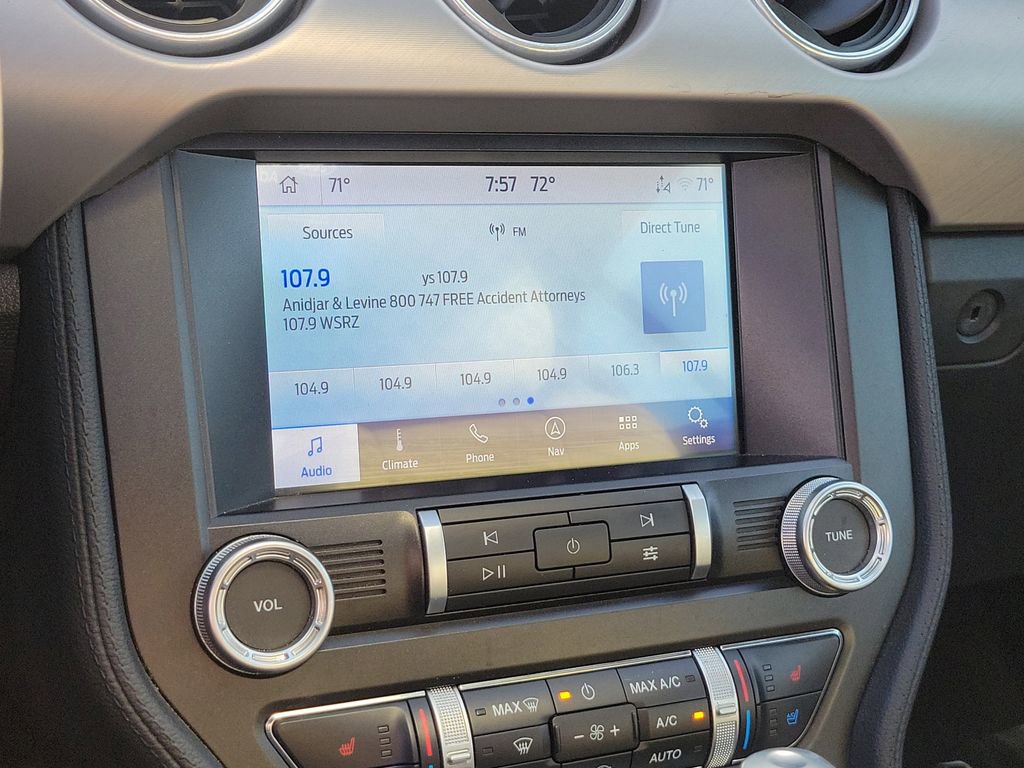 71° 7:57 72° 71°
Sources FM Direct Tune
107.9 ys 107.9
Anidjar & Levine 800 747 FREE Accident Attorneys
107.9 WSRZ
104.9 104.9 104.9 104.9 106.3 107.9
Audio Climate Phone Nav Apps Settings
VOL TUNE
MAX MAX A/C
A/C
AUTO